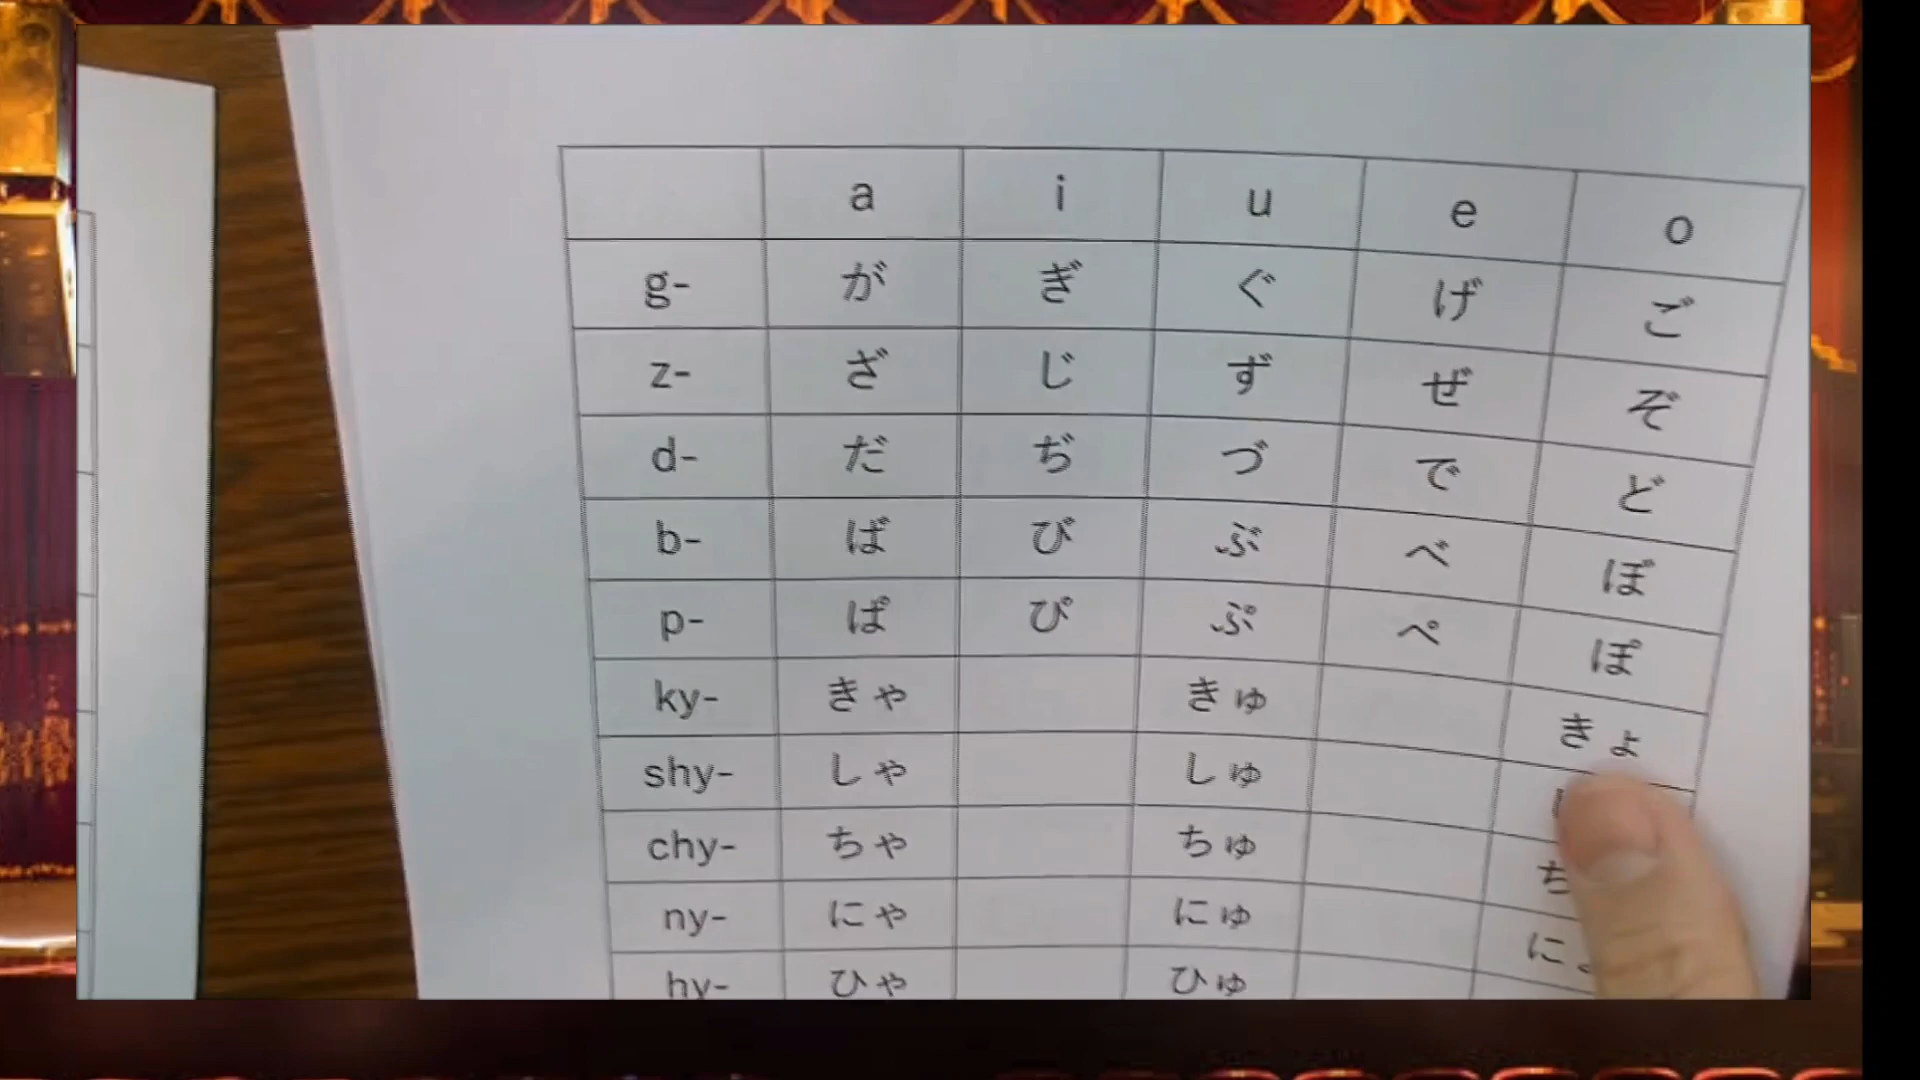 a i u e o
g- が ぎ ぐ げ ご
z- ざ じ ず ぜ ぞ
d- だ ぢ づ で ど
b- ば び ぶ べ ぼ
p- ぱ ぴ ぷ ぺ ぽ
ky- きゃ きゅ きょ
shy- しゃ しゅ
chy- ちゃ ちゅ ち
ny- にゃ にゅ に
hy- ひゃ ひゅ